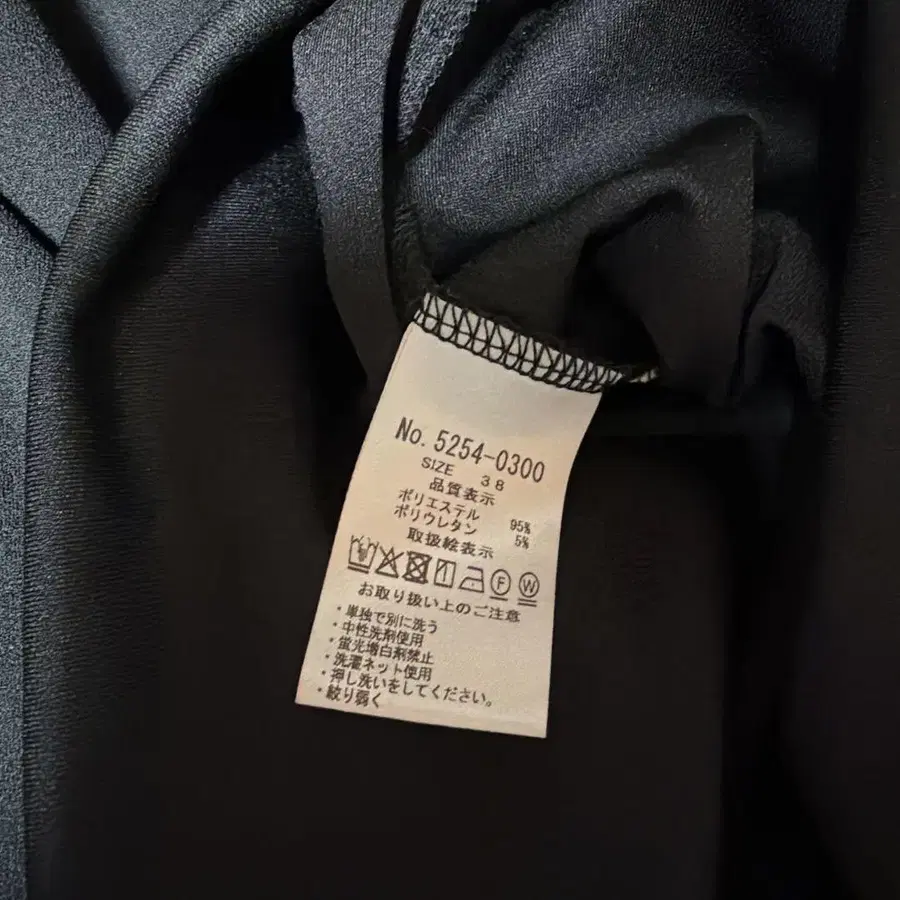 No. 5254-0300
SIZE 38
品質表示
ポリエステル 95%
ポリウレタン 5%
取扱絵表示
F W
お取り扱い上のご注意
・単独で別に洗う
・中性洗剤使用
・蛍光増白剤禁止
・洗濯ネット使用
・押し洗いをしてください。
・絞り弱く